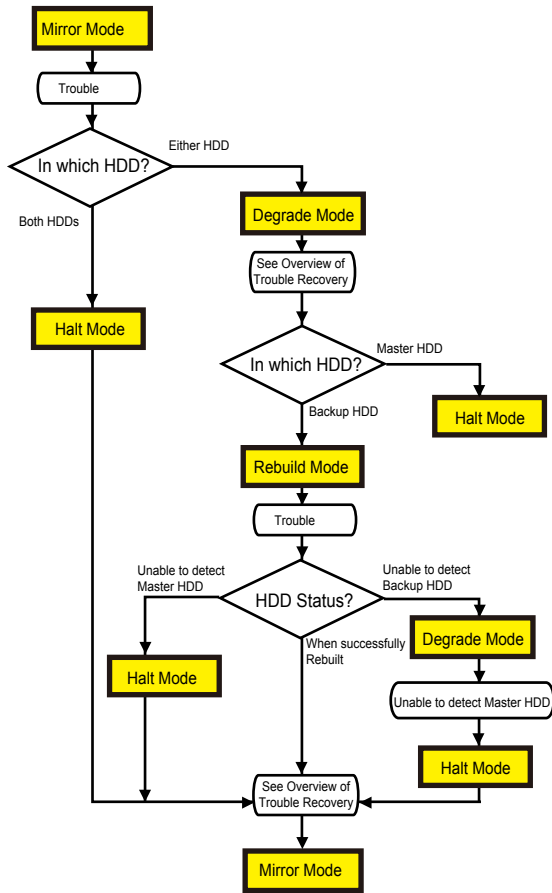 Mirror Mode
Trouble
In which HDD?
Either HDD
Both HDDs
Degrade Mode
See Overview of
Trouble Recovery
Halt Mode
In which HDD?
Master HDD
Backup HDD
Halt Mode
Rebuild Mode
Trouble
Unable to detect
Master HDD
Unable to detect
Backup HDD
HDD Status?
When successfully
Rebuilt
Degrade Mode
Halt Mode
Unable to detect Master HDD
Halt Mode
See Overview of
Trouble Recovery
Mirror Mode